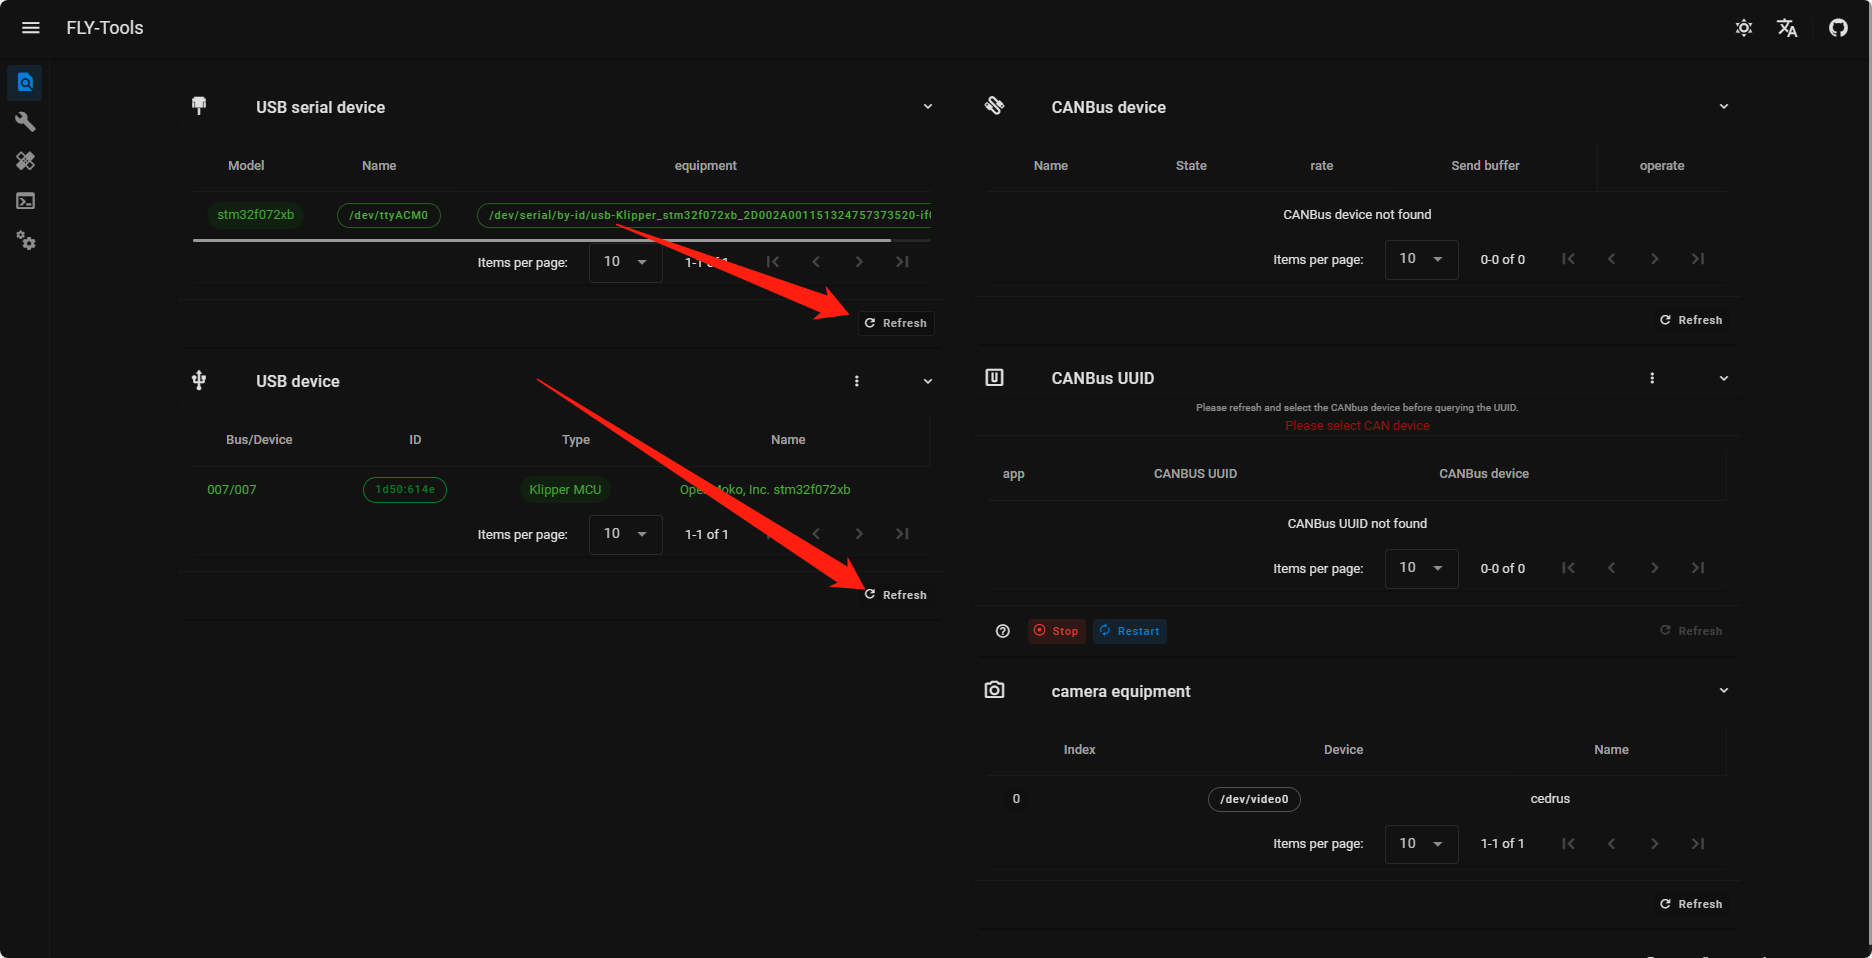 FLY-Tools
USB serial device
Model Name equipment
stm32f072xb /dev/ttyACM0 /dev/serial/by-id/usb-Klipper_stm32f072xb_2D002A001151324757373520-if0
Items per page: 10 1-1 of 1
Refresh
USB device
Bus/Device ID Type Name
007/007 1d50:614e Klipper MCU OpenMoko, Inc. stm32f072xb
Items per page: 10 1-1 of 1
Refresh
CANBus device
Name State rate Send buffer operate
CANBus device not found
Items per page: 10 0-0 of 0
Refresh
CANBus UUID
Please refresh and select the CANbus device before querying the UUID.
Please select CAN device
app CANBUS UUID CANBus device
CANBus UUID not found
Items per page: 10 0-0 of 0
Stop Restart Refresh
camera equipment
Index Device Name
0 /dev/video0 cedrus
Items per page: 10 1-1 of 1
Refresh